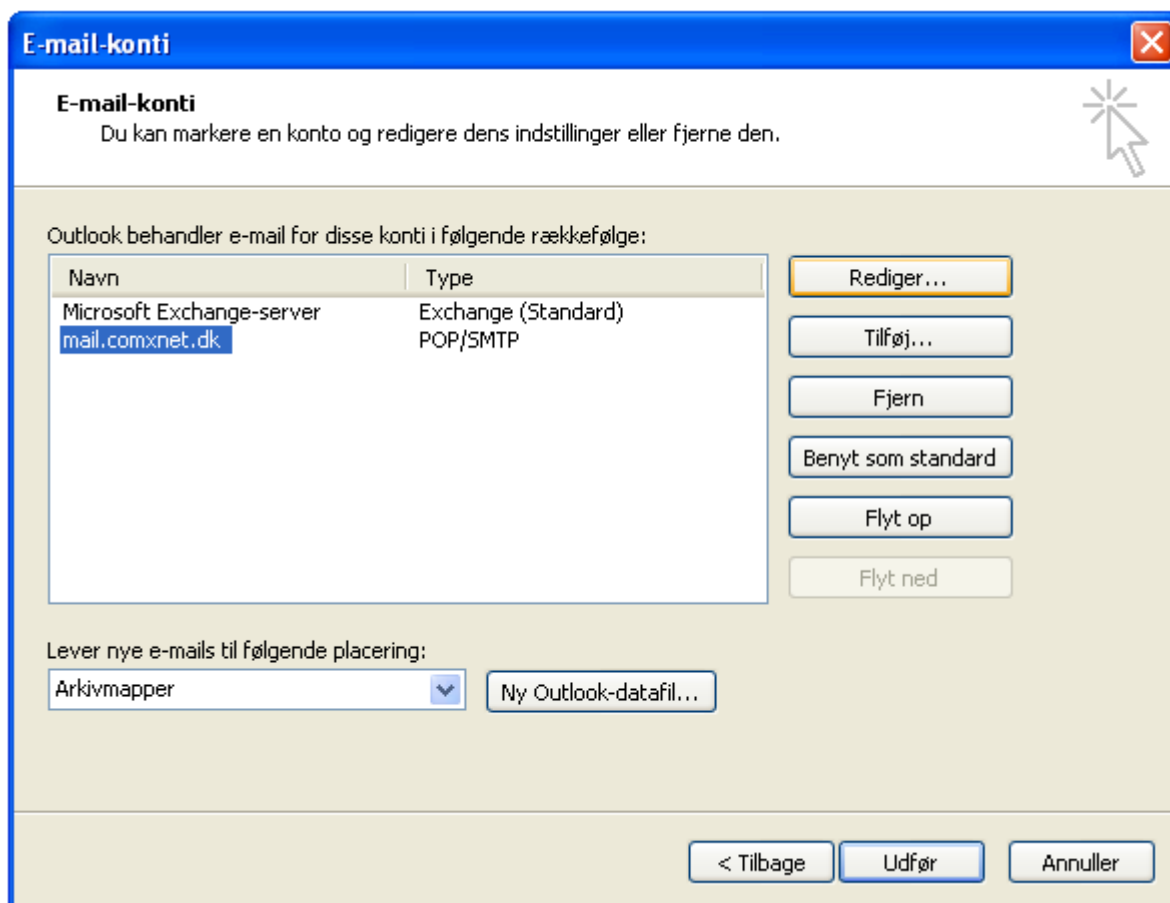 E-mail-konti
E-mail-konti
Du kan markere en konto og redigere dens indstillinger eller fjerne den.
Outlook behandler e-mail for disse konti i følgende rækkefølge:
Navn Type
Microsoft Exchange-server Exchange (Standard)
mail.comxnet.dk POP/SMTP
Rediger...
Tilføj...
Fjern
Benyt som standard
Flyt op
Flyt ned
Lever nye e-mails til følgende placering:
Arkivmapper Ny Outlook-datafil...
< Tilbage Udfør Annuller